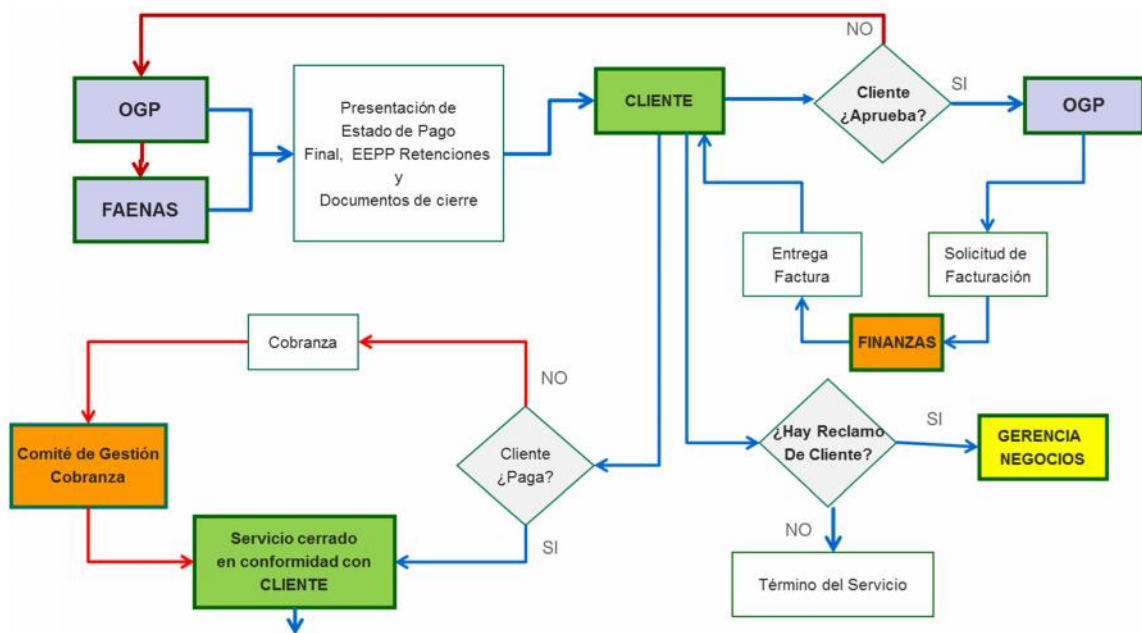 NO
OGP
FAENAS
Presentación de
Estado de Pago
Final, EEPP Retenciones
y
Documentos de cierre
CLIENTE
Cliente
¿Aprueba?
SI
OGP
Entrega
Factura
Solicitud de
Facturación
FINANZAS
Cobranza
NO
Comité de Gestión
Cobranza
Cliente
¿Paga?
SI
Servicio cerrado
en conformidad con
CLIENTE
¿Hay Reclamo
De Cliente?
SI
GERENCIA
NEGOCIOS
NO
Término del Servicio